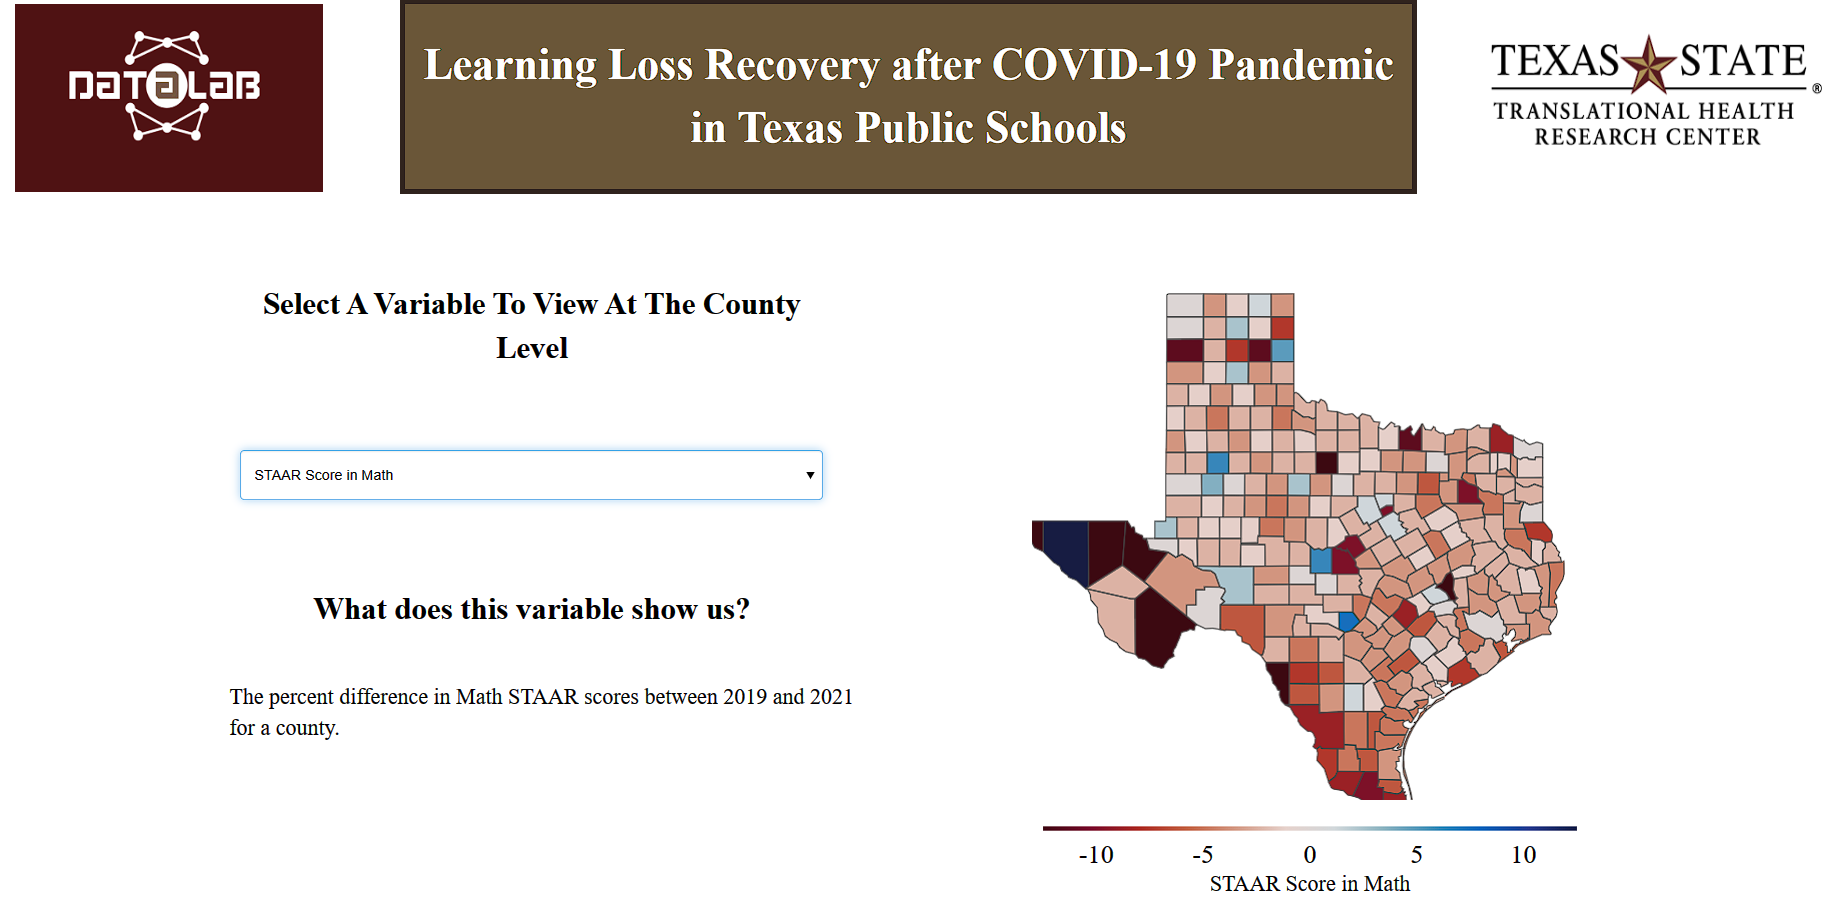 DATALAB
Learning Loss Recovery after COVID-19 Pandemic
in Texas Public Schools
TEXAS STATE
®
TRANSLATIONAL HEALTH
RESEARCH CENTER
Select A Variable To View At The County
Level
STAAR Score in Math
What does this variable show us?
The percent difference in Math STAAR scores between 2019 and 2021
for a county.
-10 -5 0 5 10
STAAR Score in Math